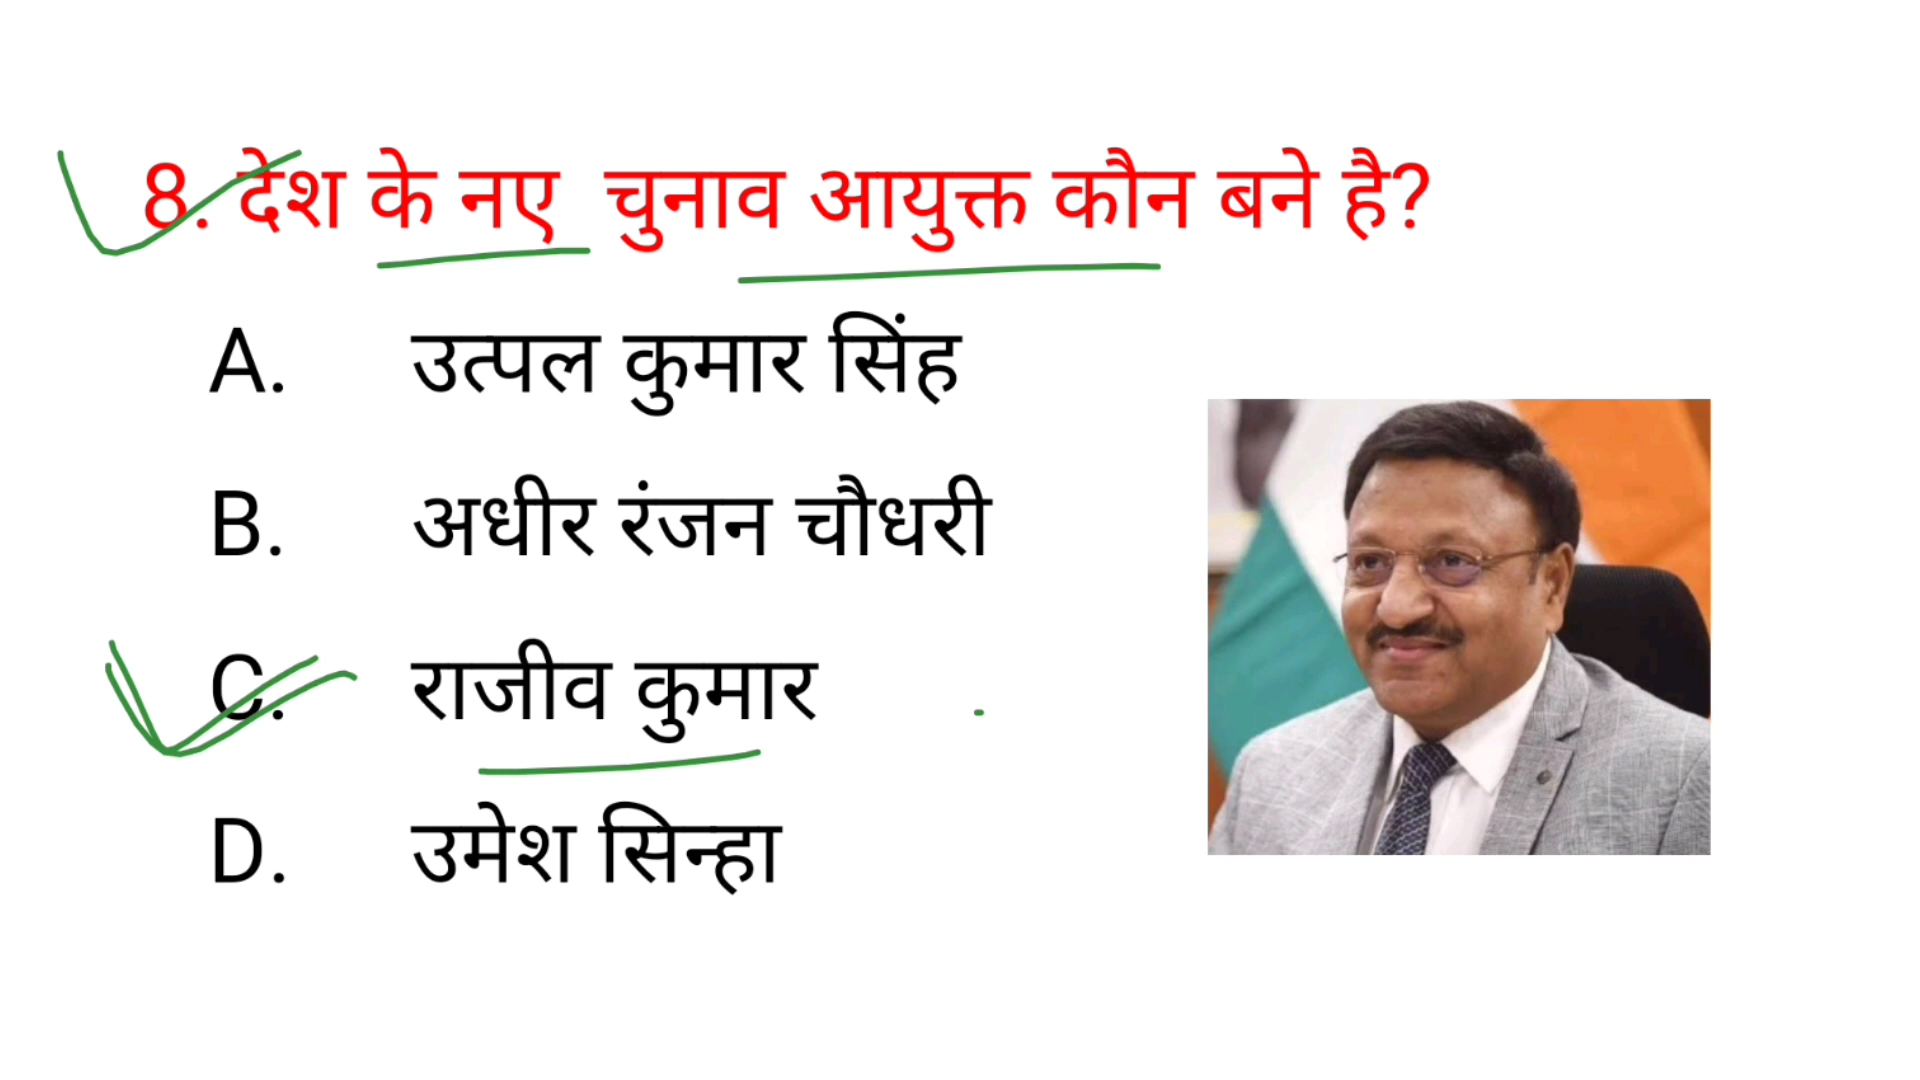 8. देश के नए चुनाव आयुक्त कौन बने है?
A. उत्पल कुमार सिंह
B. अधीर रंजन चौधरी
C. राजीव कुमार
D. उमेश सिन्हा